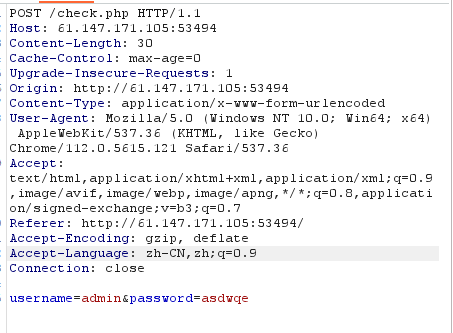 POST /check.php HTTP/1.1
Host: 61.147.171.105:53494
Content-Length: 30
Cache-Control: max-age=0
Upgrade-Insecure-Requests: 1
Origin: http://61.147.171.105:53494
Content-Type: application/x-www-form-urlencoded
User-Agent: Mozilla/5.0 (Windows NT 10.0; Win64; x64)
AppleWebKit/537.36 (KHTML, like Gecko)
Chrome/112.0.5615.121 Safari/537.36
Accept:
text/html,application/xhtml+xml,application/xml;q=0.9
,image/avif,image/webp,image/apng,*/*;q=0.8,applicati
on/signed-exchange;v=b3;q=0.7
Referer: http://61.147.171.105:53494/
Accept-Encoding: gzip, deflate
Accept-Language: zh-CN,zh;q=0.9
Connection: close
username=admin&password=asdwqe